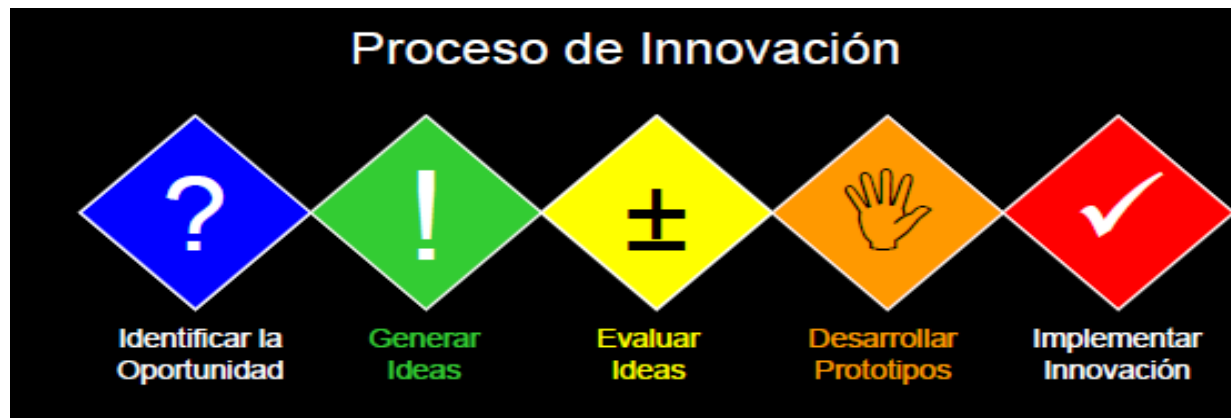 Proceso de Innovación
?
!
±
✓
Identificar la
Oportunidad
Generar
Ideas
Evaluar
Ideas
Desarrollar
Prototipos
Implementar
Innovación